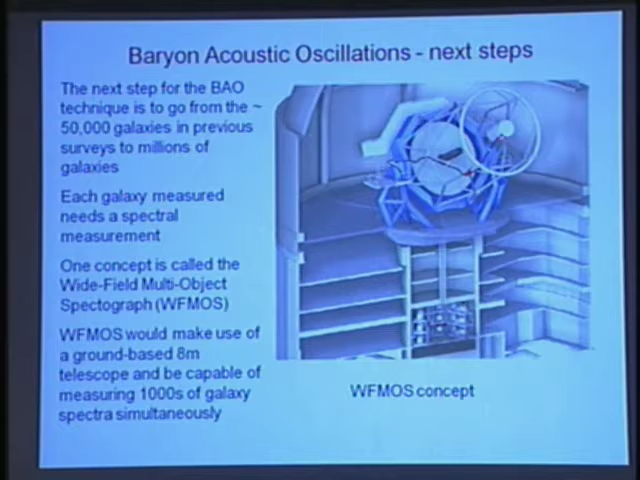 Baryon Acoustic Oscillations - next steps
The next step for the BAO
technique is to go from the ~
50,000 galaxies in previous
surveys to millions of
galaxies
Each galaxy measured
needs a spectral
measurement
One concept is called the
Wide-Field Multi-Object
Spectograph (WFMOS)
WFMOS would make use of
a ground-based 8m
telescope and be capable of
measuring 1000s of galaxy
spectra simultaneously
WFMOS concept